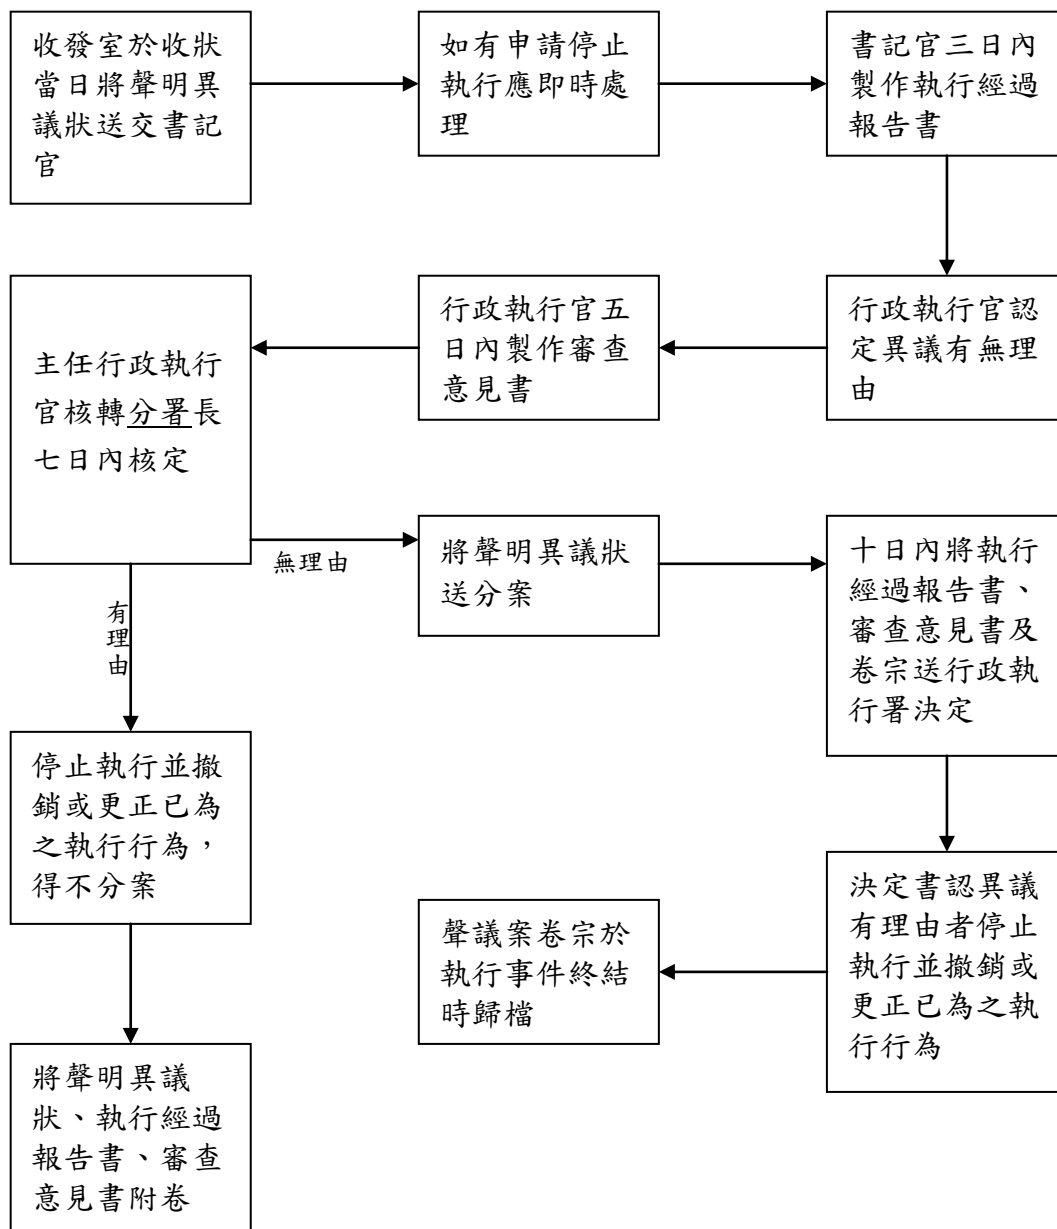 收發室於收狀
當日將聲明異
議狀送交書記
官
如有申請停止
執行應即時處
理
書記官三日內
製作執行經過
報告書
行政執行官認
定異議有無理
由
行政執行官五
日內製作審查
意見書
主任行政執行
官核轉分署長
七日內核定
無理由
有理由
將聲明異議狀
送分案
十日內將執行
經過報告書、
審查意見書及
卷宗送行政執
行署決定
停止執行並撤
銷或更正已為
之執行行為，
得不分案
決定書認異議
有理由者停止
執行並撤銷或
更正已為之執
行行為
聲議案卷宗於
執行事件終結
時歸檔
將聲明異議
狀、執行經過
報告書、審查
意見書附卷